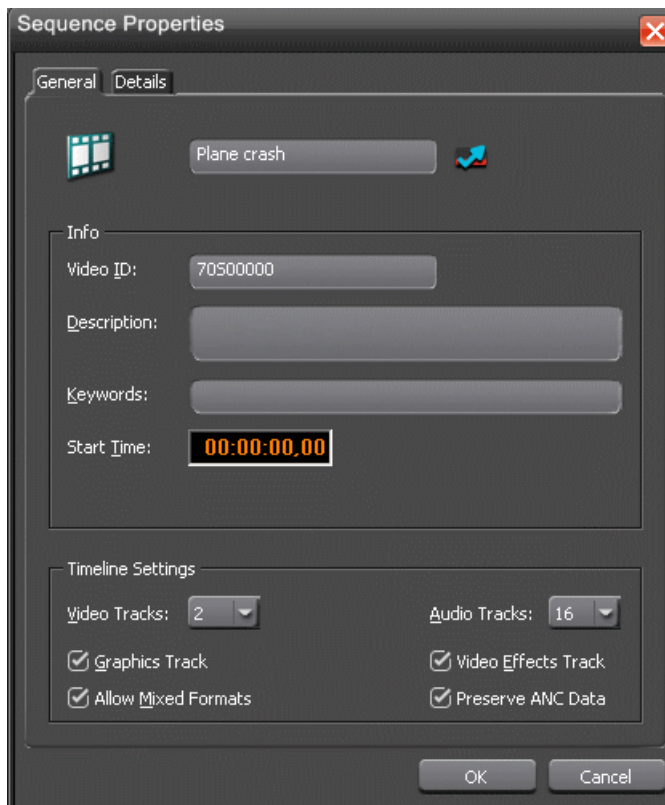 Sequence Properties
General Details
Plane crash
Info
Video ID: 70S00000
Description:
Keywords:
Start Time: 00:00:00,00
Timeline Settings
Video Tracks: 2 Audio Tracks: 16
Graphics Track Video Effects Track
Allow Mixed Formats Preserve ANC Data
OK Cancel